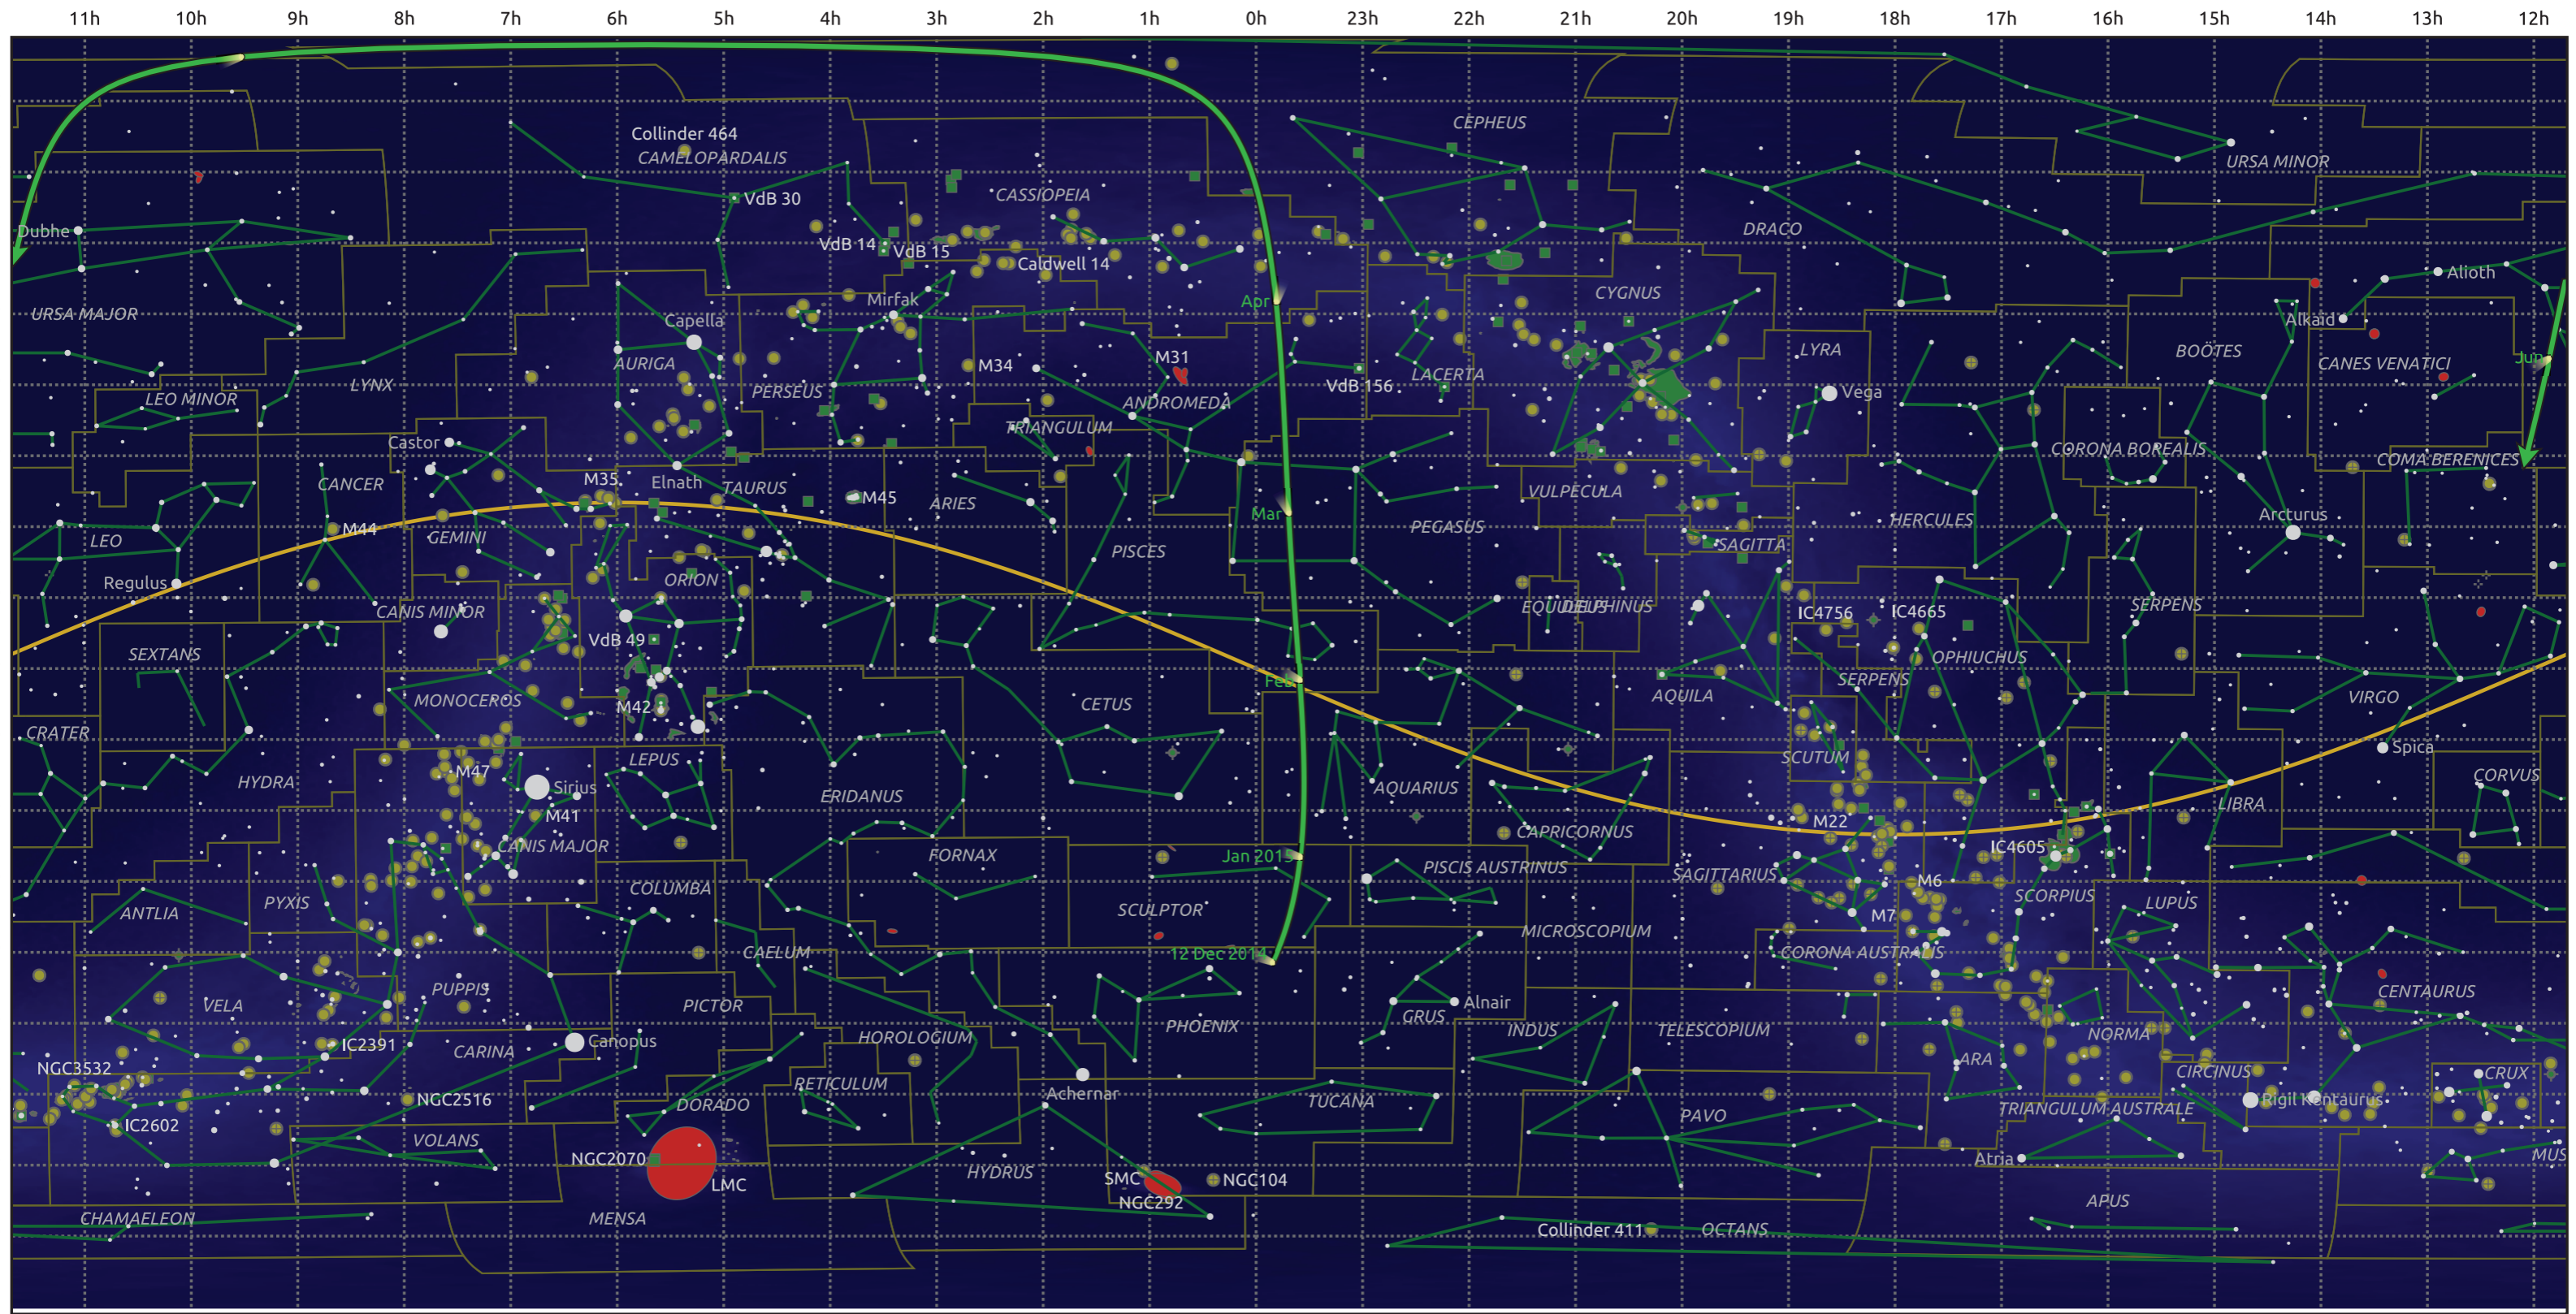 11h 10h 9h 8h 7h 6h 5h 4h 3h 2h 1h 0h 23h 22h 21h 20h 19h 18h 17h 16h 15h 14h 13h 12h
Collinder 464
CEPHEUS
CAMELOPARDALIS
URSA MINOR
CASSIOPEIA
VdB 30
Dubhe
DRACO
VdB 14
VdB 15
Caldwell 14
Alioth
CYGNUS
Mirfak
Apr
URSA MAJOR
Capella
Alkaid
LYRA
BOÖTES
M31
Jun
AURIGA
M34
CANES VENATICI
LACERTA
LYNX
VdB 156
PERSEUS
Vega
LEO MINOR
ANDROMEDA
TRIANGULUM
Castor
CORONA BOREALIS
COMA BERENICES
M35
CANCER
Elnath
TAURUS
VULPECULA
M45
ARIES
Mar
Arcturus
HERCULES
M44
PEGASUS
GEMINI
LEO
SAGITTA
PISCES
Regulus
ORION
EQUULEUS
DELPHINUS
SERPENS
CANIS MINOR
IC4756
IC4665
VdB 49
SEXTANS
OPHIUCHUS
SERPENS
Feb
AQUILA
VIRGO
MONOCEROS
M42
CETUS
CRATER
Spica
SCUTUM
LEPUS
M47
CORVUS
HYDRA
Sirius
AQUARIUS
ERIDANUS
LIBRA
M41
M22
CAPRICORNUS
CANIS MAJOR
IC4605
FORNAX
Jan 2015
PISCIS AUSTRINUS
SAGITTARIUS
M6
COLUMBA
SCORPIUS
PYXIS
LUPUS
ANTLIA
SCULPTOR
M7
MICROSCOPIUM
CAELUM
12 Dec 2014
CORONA AUSTRALIS
PUPPIS
CENTAURUS
VELA
PICTOR
Alnair
GRUS
PHOENIX
INDUS
TELESCOPIUM
NORMA
HOROLOGIUM
Canopus
IC2391
CARINA
ARA
NGC3532
CIRCINUS
CRUX
RETICULUM
Achernar
NGC2516
Rigil Kentaurus
TUCANA
DORADO
TRIANGULUM AUSTRALE
PAVO
IC2602
VOLANS
MUS
NGC2070
Atria
HYDRUS
SMC
NGC104
LMC
NGC292
APUS
CHAMAELEON
MENSA
Collinder 411
OCTANS